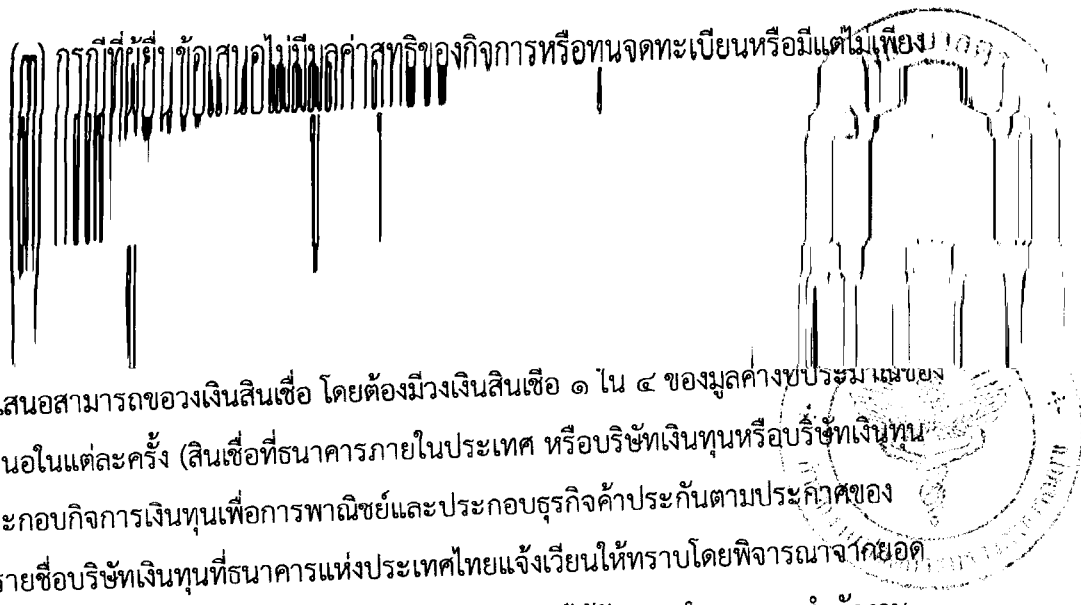 (๓) กรณีที่ผู้ยื่นข้อเสนอไม่มีมูลค่าสุทธิของกิจการหรือทุนจดทะเบียนหรือมีแต่ไม่เพียง
เสนอสามารถขอวงเงินสินเชื่อ โดยต้องมีวงเงินสินเชื่อ ๑ ใน ๔ ของมูลค่างบประมาณของ
นอในแต่ละครั้ง (สินเชื่อที่ธนาคารภายในประเทศ หรือบริษัทเงินทุนหรือบริษัทเงินทุน
ะกอบกิจการเงินทุนเพื่อการพาณิชย์และประกอบธุรกิจค้ำประกันตามประกาศของ
รายชื่อบริษัทเงินทุนที่ธนาคารแห่งประเทศไทยแจ้งเวียนให้ทราบโดยพิจารณาจากยอด